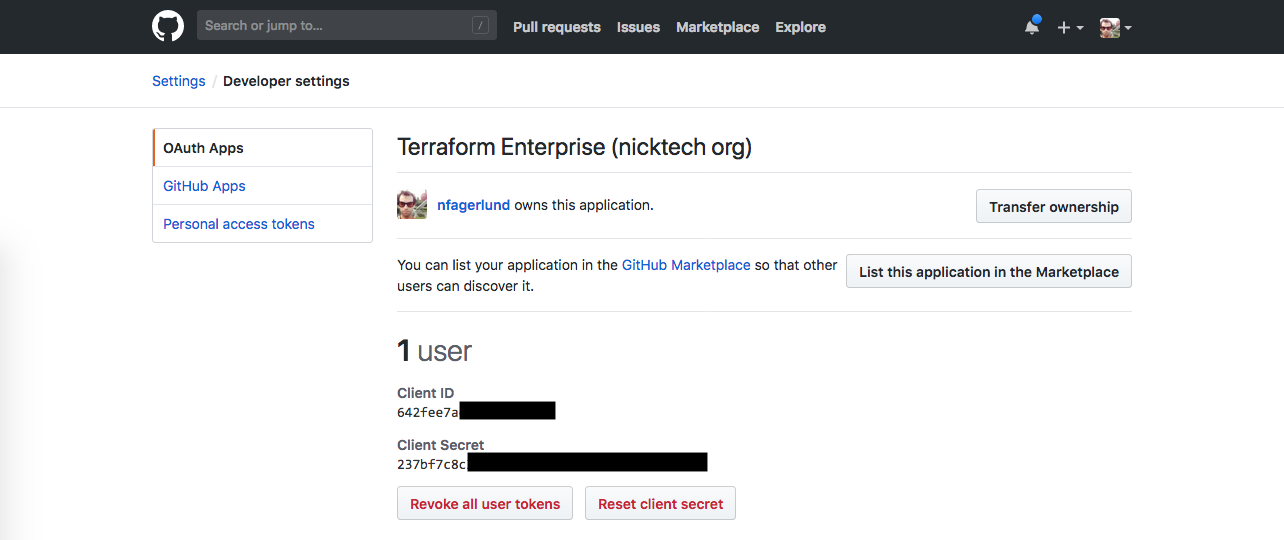 Search or jump to... / Pull requests Issues Marketplace Explore
Settings / Developer settings
OAuth Apps
GitHub Apps
Personal access tokens
Terraform Enterprise (nicktech org)
nfagerlund owns this application.
Transfer ownership
You can list your application in the GitHub Marketplace so that other
users can discover it.
List this application in the Marketplace
1 user
Client ID
642fee7a
Client Secret
237bf7c8c
Revoke all user tokens Reset client secret